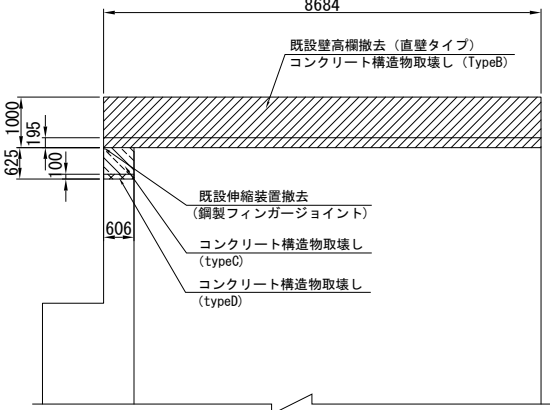 8684
既設壁高欄撤去（直壁タイプ）
コンクリート構造物取壊し（TypeB）
1000
195
625
100
606
既設伸縮装置撤去
（鋼製フィンガージョイント）
コンクリート構造物取壊し
(typeC)
コンクリート構造物取壊し
(typeD)